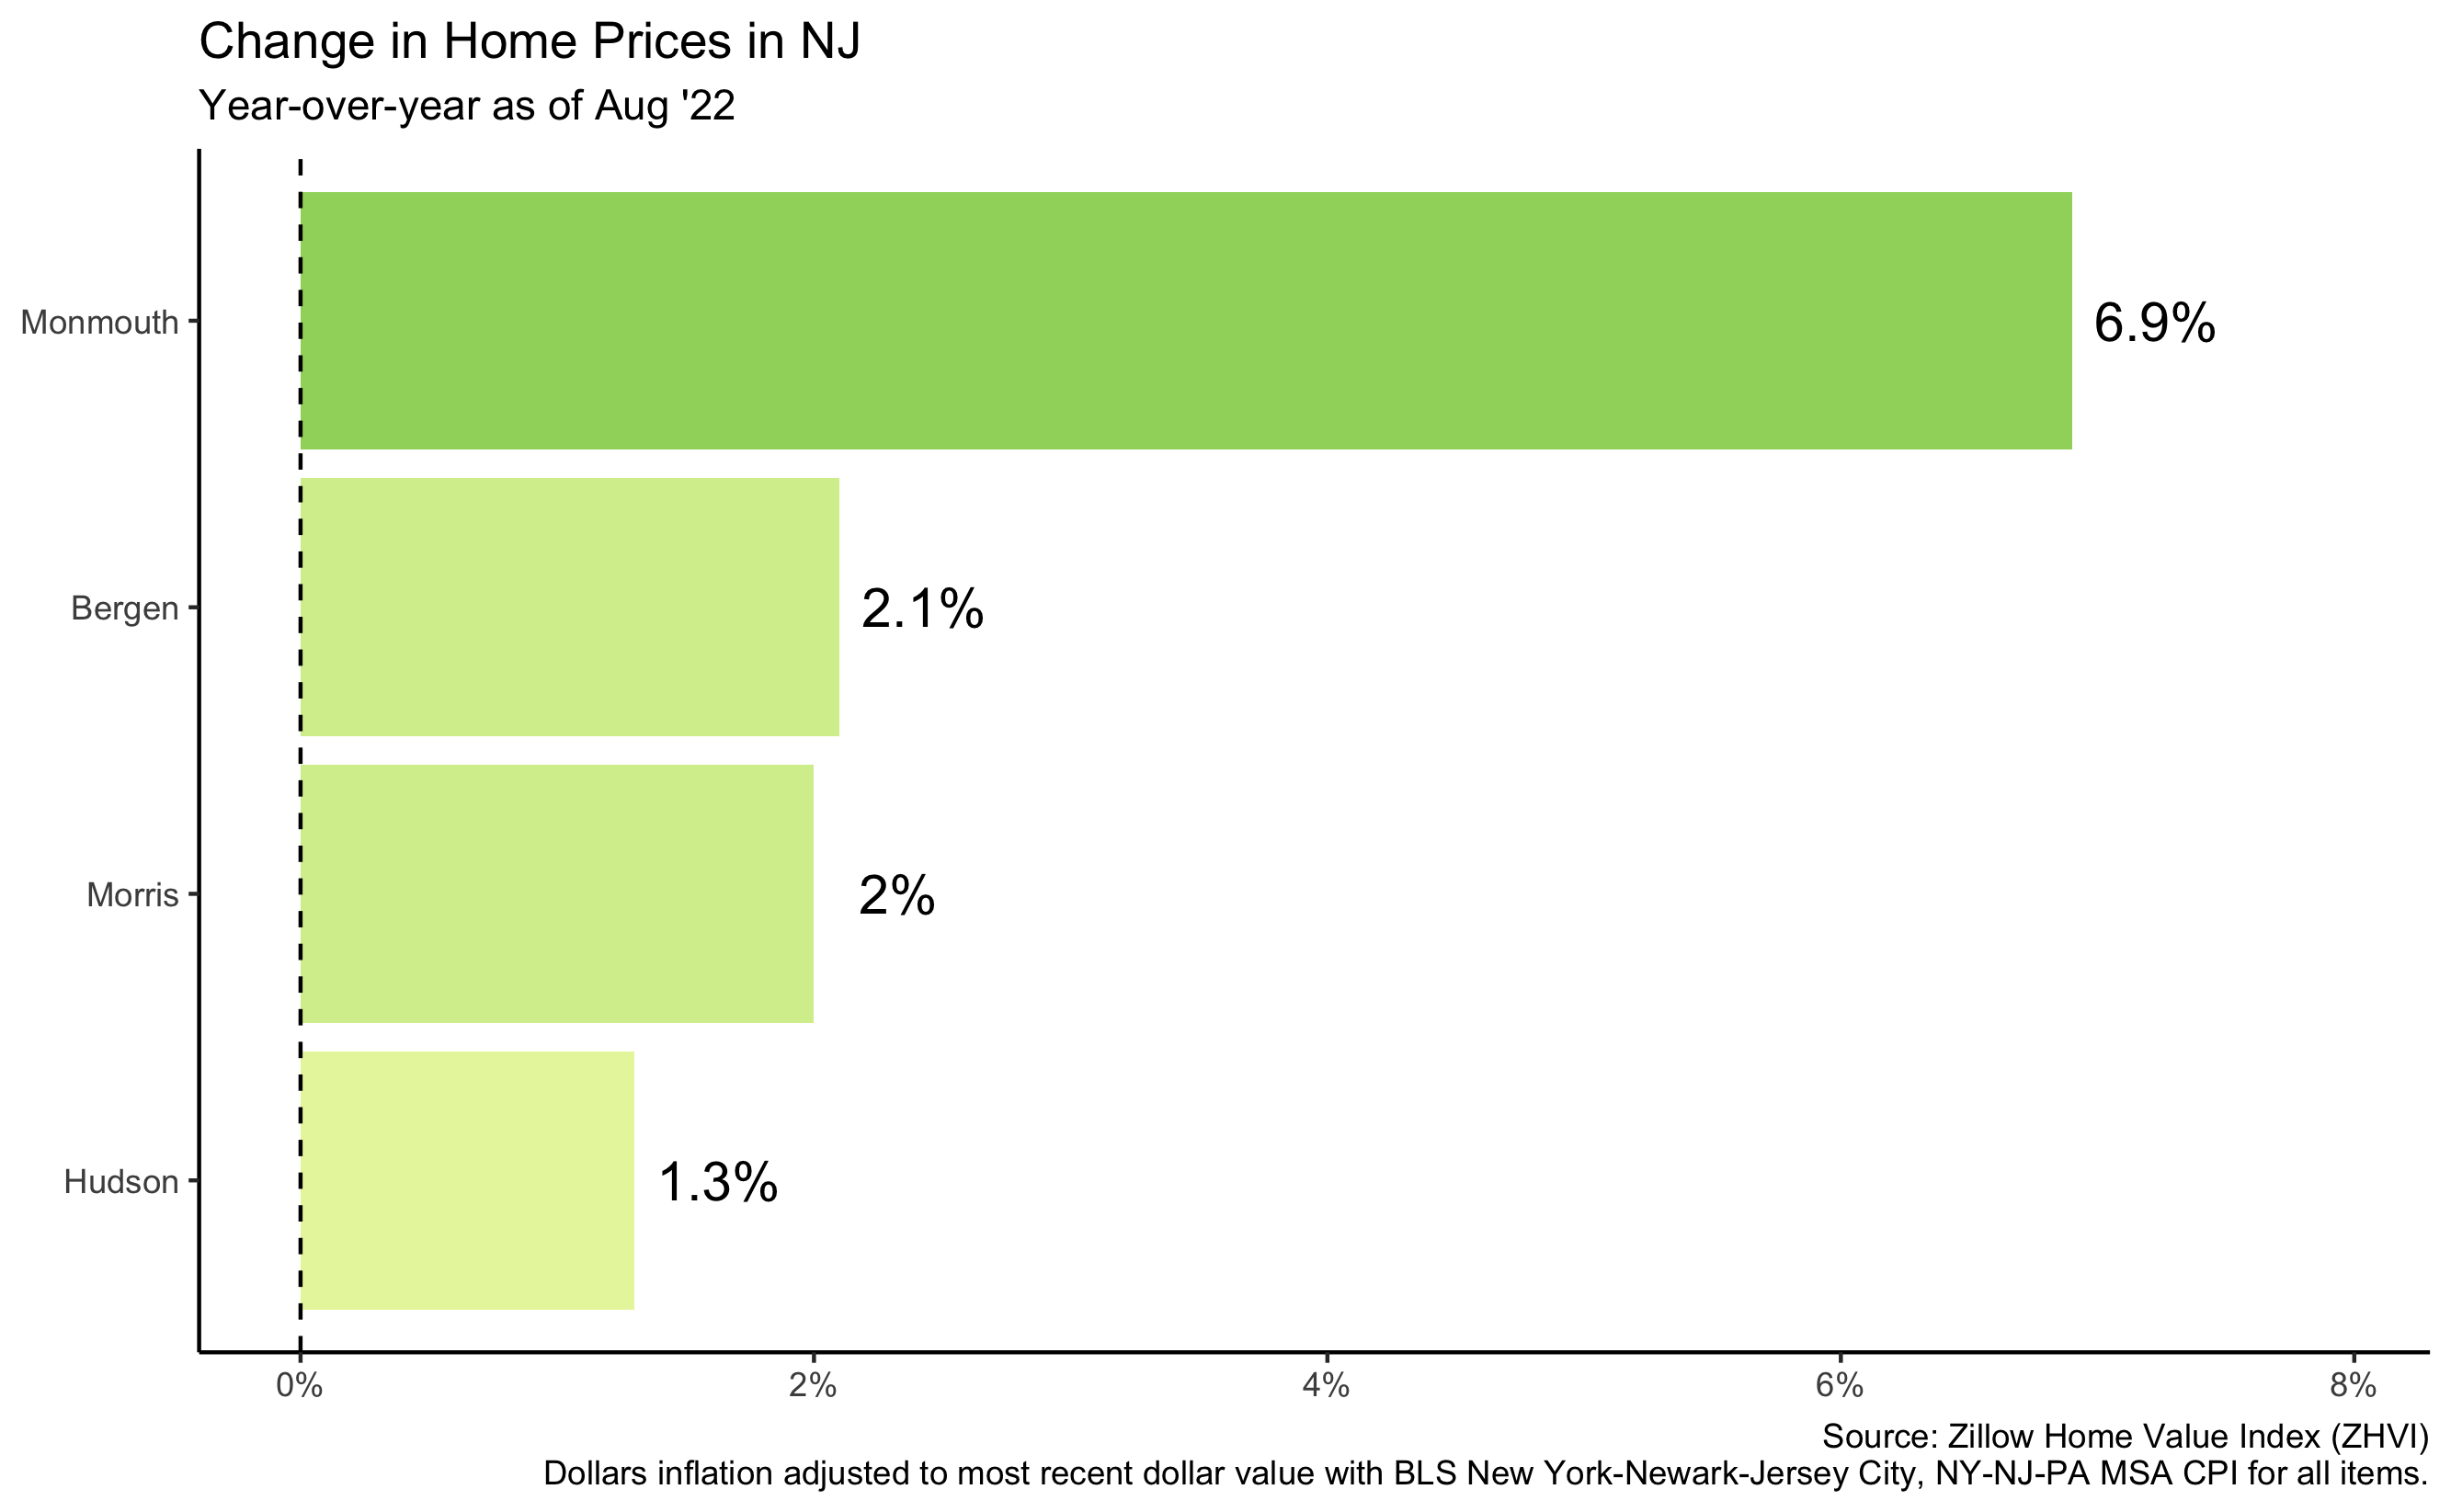 Change in Home Prices in NJ
Year-over-year as of Aug '22
Monmouth
6.9%
Bergen
2.1%
Morris
2%
Hudson
1.3%
0%
2%
4%
6%
8%
Source: Zillow Home Value Index (ZHVI)
Dollars inflation adjusted to most recent dollar value with BLS New York-Newark-Jersey City, NY-NJ-PA MSA CPI for all items.